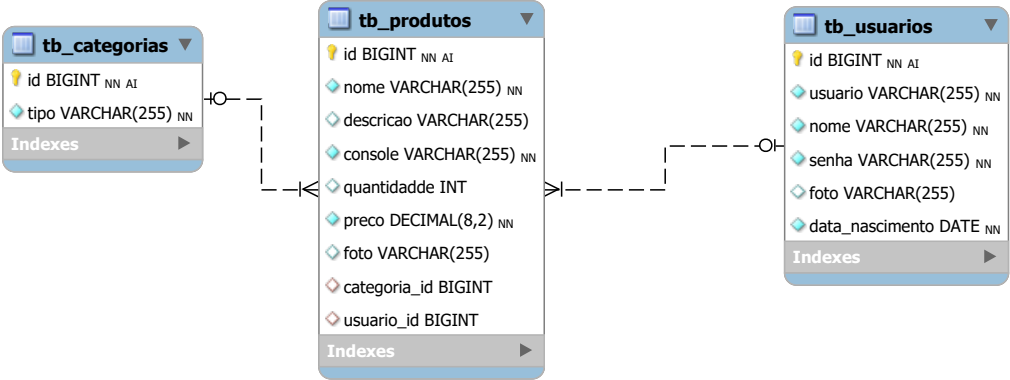 tb_categorias
id BIGINT NN AI
tipo VARCHAR(255) NN
Indexes
tb_produtos
id BIGINT NN AI
nome VARCHAR(255) NN
descricao VARCHAR(255)
console VARCHAR(255) NN
quantidadde INT
preco DECIMAL(8,2) NN
foto VARCHAR(255)
categoria_id BIGINT
usuario_id BIGINT
Indexes
tb_usuarios
id BIGINT NN AI
usuario VARCHAR(255) NN
nome VARCHAR(255) NN
senha VARCHAR(255) NN
foto VARCHAR(255)
data_nascimento DATE NN
Indexes